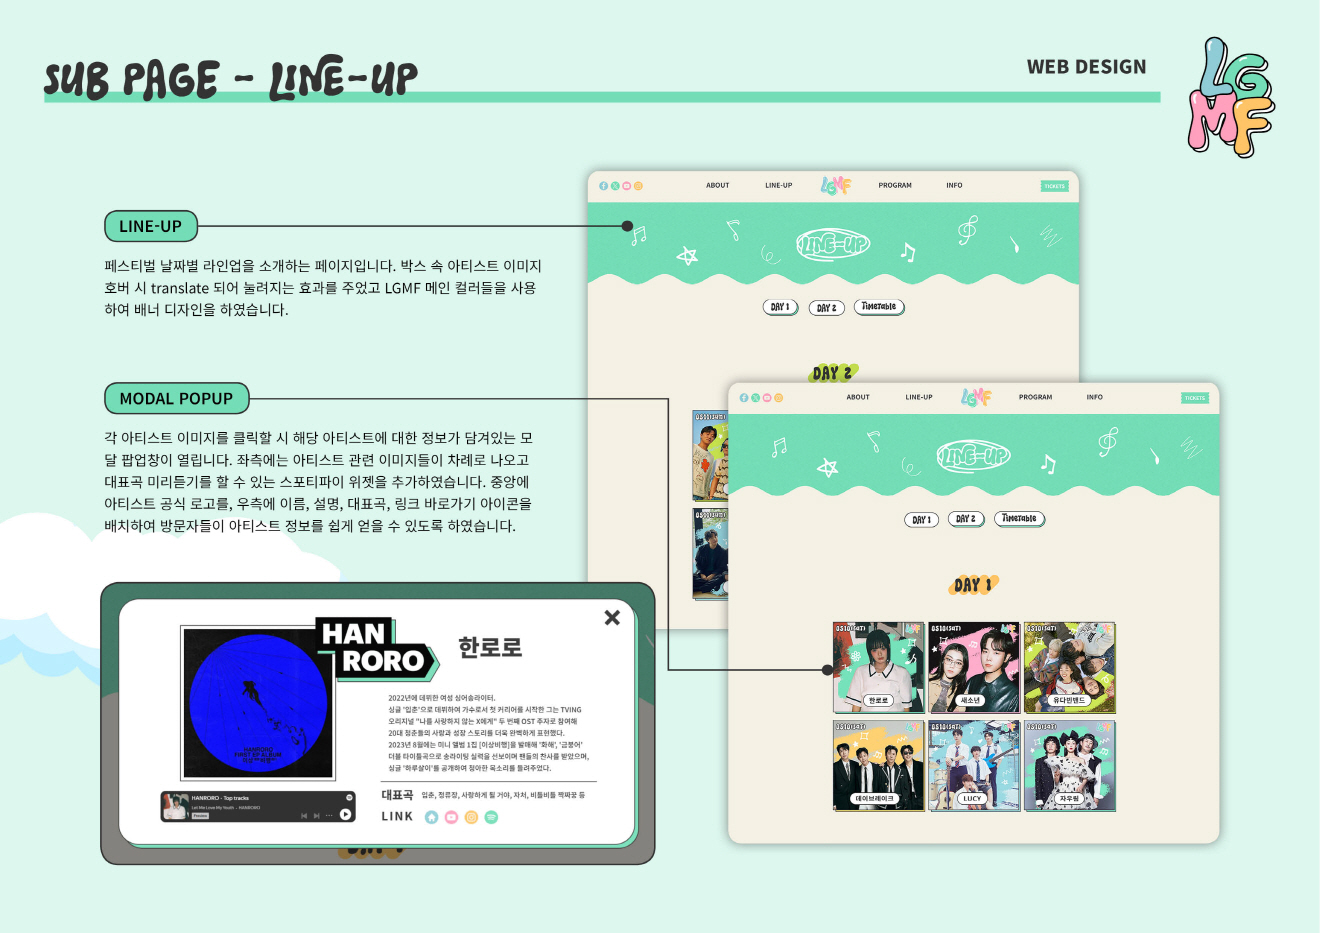 SUB PAGE - LINE-UP
WEB DESIGN
LG
MF
LINE-UP
페스티벌 날짜별 라인업을 소개하는 페이지입니다. 박스 속 아티스트 이미지
호버 시 translate 되어 눌려지는 효과를 주었고 LGMF 메인 컬러들을 사용
하여 배너 디자인을 하였습니다.
MODAL POPUP
각 아티스트 이미지를 클릭할 시 해당 아티스트에 대한 정보가 담겨있는 모
달 팝업창이 열립니다. 좌측에는 아티스트 관련 이미지들이 차례로 나오고
대표곡 미리듣기를 할 수 있는 스포티파이 위젯을 추가하였습니다. 중앙에
아티스트 공식 로고를, 우측에 이름, 설명, 대표곡, 링크 바로가기 아이콘을
배치하여 방문자들이 아티스트 정보를 쉽게 얻을 수 있도록 하였습니다.
ABOUT LINE-UP LGMF PROGRAM INFO TICKETS
LINE-UP
DAY 1 DAY 2 Timetable
DAY 2
ABOUT LINE-UP LGMF PROGRAM INFO TICKETS
LINE-UP
DAY 1 DAY 2 Timetable
DAY 1
0510(SAT) 0510(SAT) 0510(SAT)
한로로 새소년 유다빈밴드
0510(SAT) 0510(SAT) 0510(SAT)
데이브레이크 LUCY 자우림
HAN
RORO
한로로
2022년에 데뷔한 여성 싱어송라이터.
싱글 '입춘'으로 데뷔하여 가수로서 첫 커리어를 시작한 그는 TVING
오리지널 "나를 사랑하지 않는 X에게" 두 번째 OST 주자로 참여해
20대 청춘들의 사랑과 성장 스토리를 더욱 완벽하게 표현했다.
2023년 8월에는 미니 앨범 1집 [이상비행]을 발매해 '화해', '금붕어'
더블 타이틀곡으로 송라이팅 실력을 선보이며 팬들의 찬사를 받았으며,
싱글 '하루살이'를 공개하며 청아한 목소리를 들려주었다.
대표곡 입춘, 정류장, 사랑하게 될 거야, 자처, 비틀비틀 짝짜꿍 등
LINK
HANRORO
FIRST EP ALBUM
HANRORO - Top tracks
Let Me Love My Youth - HANRORO
Preview